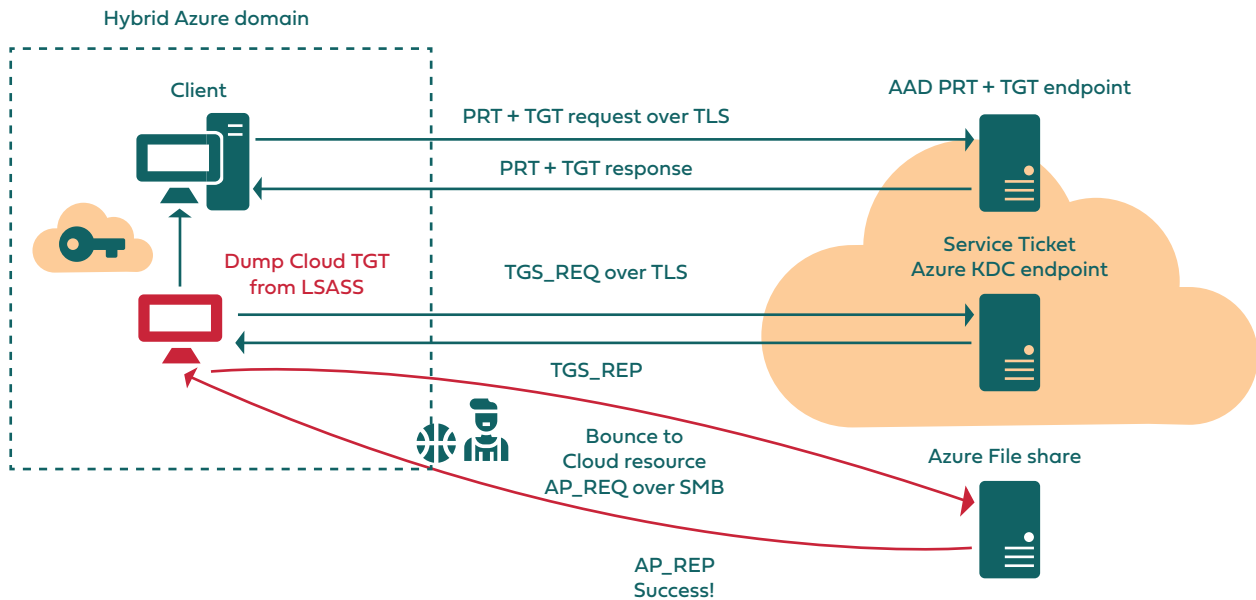 Hybrid Azure domain
Client
AAD PRT + TGT endpoint
PRT + TGT request over TLS
PRT + TGT response
Dump Cloud TGT
from LSASS
TGS_REQ over TLS
Service Ticket
Azure KDC endpoint
TGS_REP
Bounce to
Cloud resource
AP_REQ over SMB
Azure File share
AP_REP
Success!